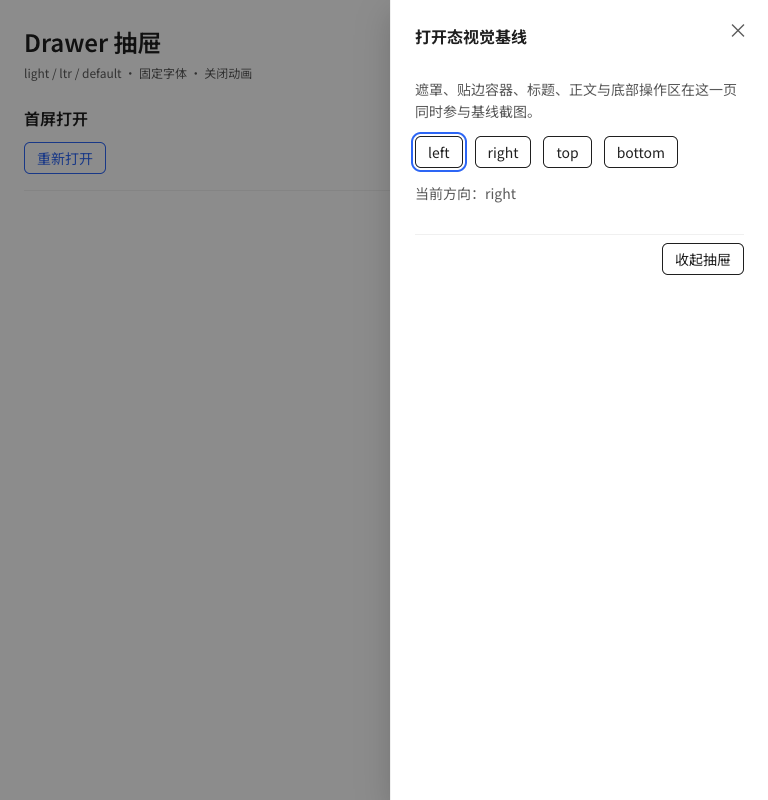 Drawer 抽屉
light / ltr / default · 固定字体 · 关闭动画
首屏打开
重新打开
打开态视觉基线
遮罩、贴边容器、标题、正文与底部操作区在这一页
同时参与基线截图。
left right top bottom
当前方向：right
收起抽屉